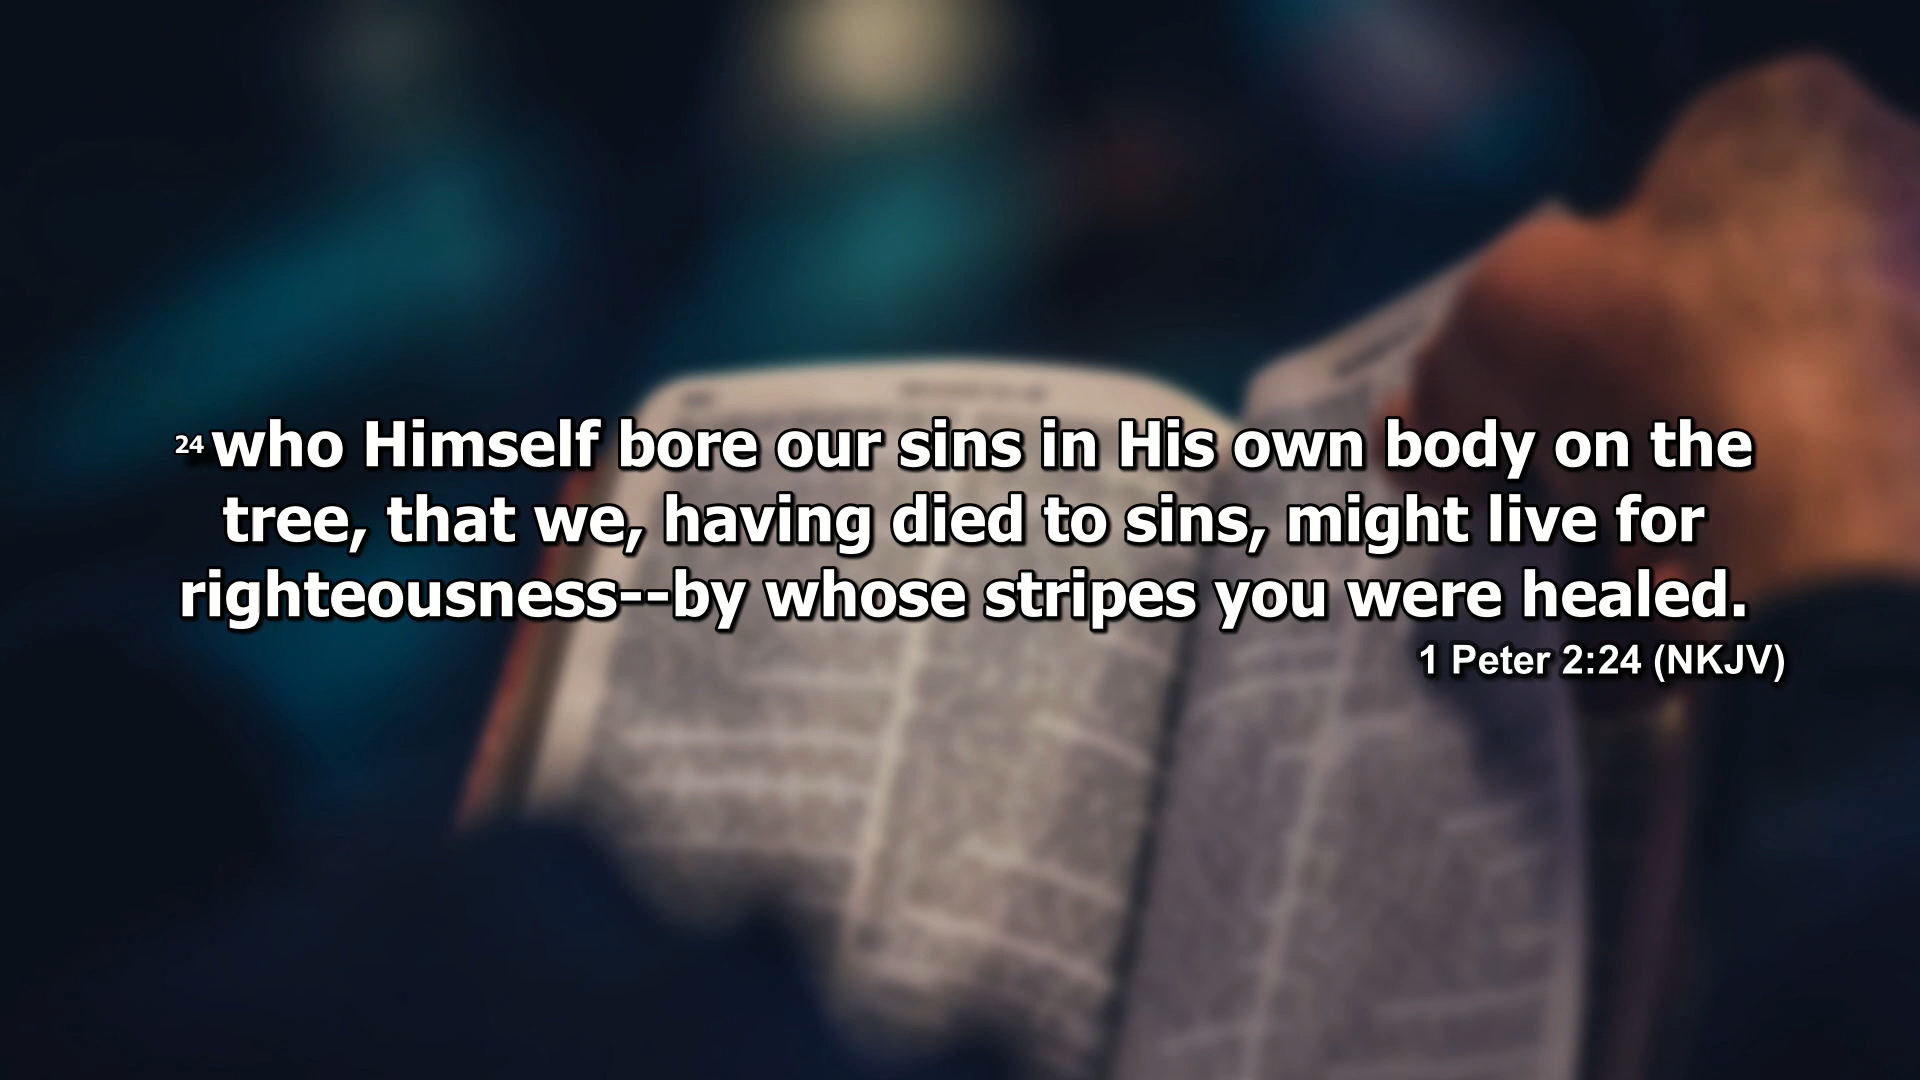 24 who Himself bore our sins in His own body on the
tree, that we, having died to sins, might live for
righteousness--by whose stripes you were healed.
1 Peter 2:24 (NKJV)